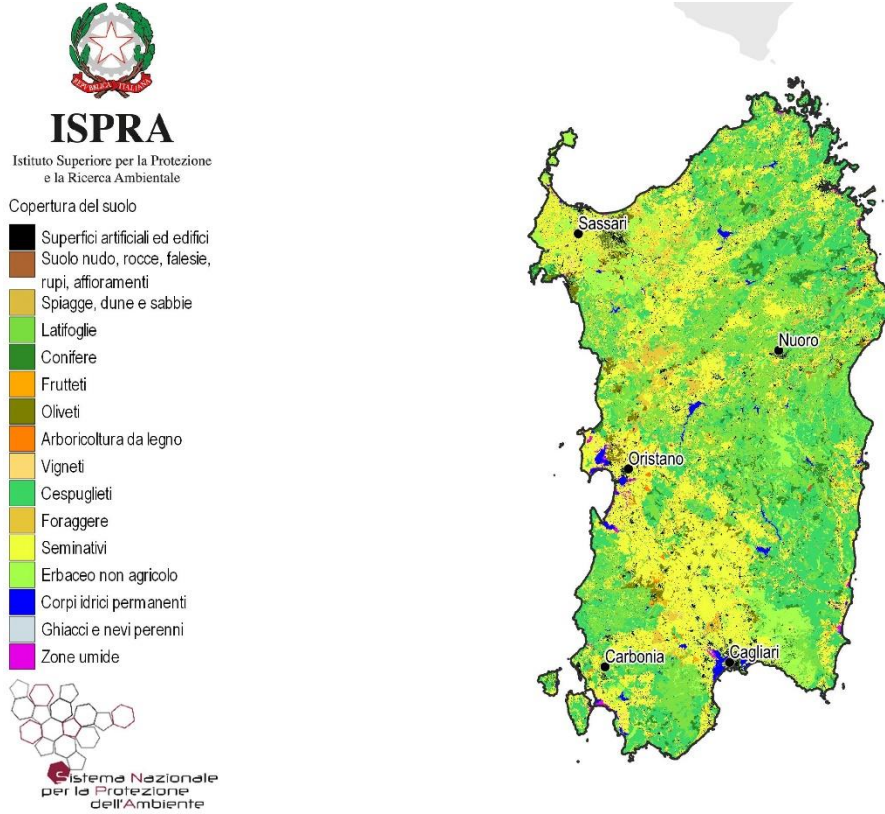 REPVBBLICA ITALIANA
ISPRA
Istituto Superiore per la Protezione
e la Ricerca Ambientale
Copertura del suolo
Superfici artificiali ed edifici
Suolo nudo, rocce, falesie,
rupi, affioramenti
Spiagge, dune e sabbie
Latifoglie
Conifere
Frutteti
Oliveti
Arboricoltura da legno
Vigneti
Cespuglieti
Foraggere
Seminativi
Erbaceo non agricolo
Corpi idrici permanenti
Ghiacci e nevi perenni
Zone umide
Sistema Nazionale
per la Protezione
dell'Ambiente
Sassari
Nuoro
Oristano
Carbonia
Cagliari